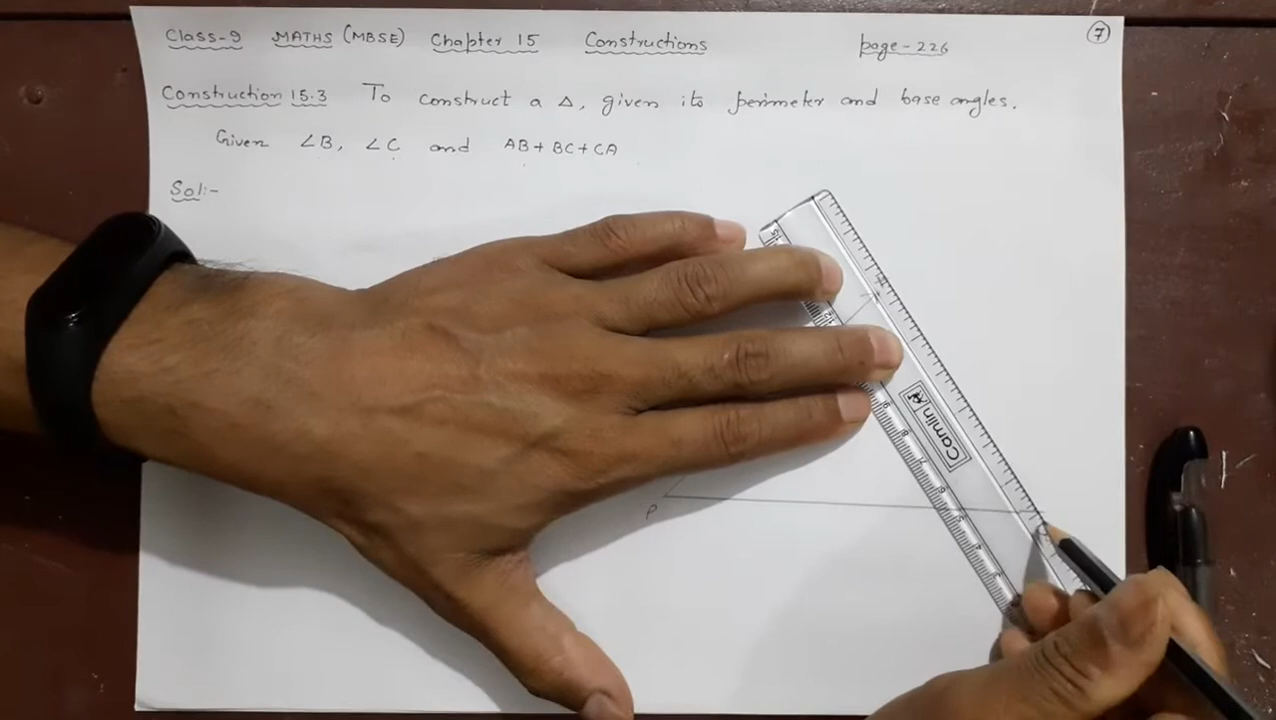 Class-9 MATHS (MBSE) Chapter 15 Constructions page-226 7
Construction 15.3 To construct a △, given its perimeter and base angles.
Given ∠B, ∠C and AB+ BC+ CA
Sol:-
Camlin
P